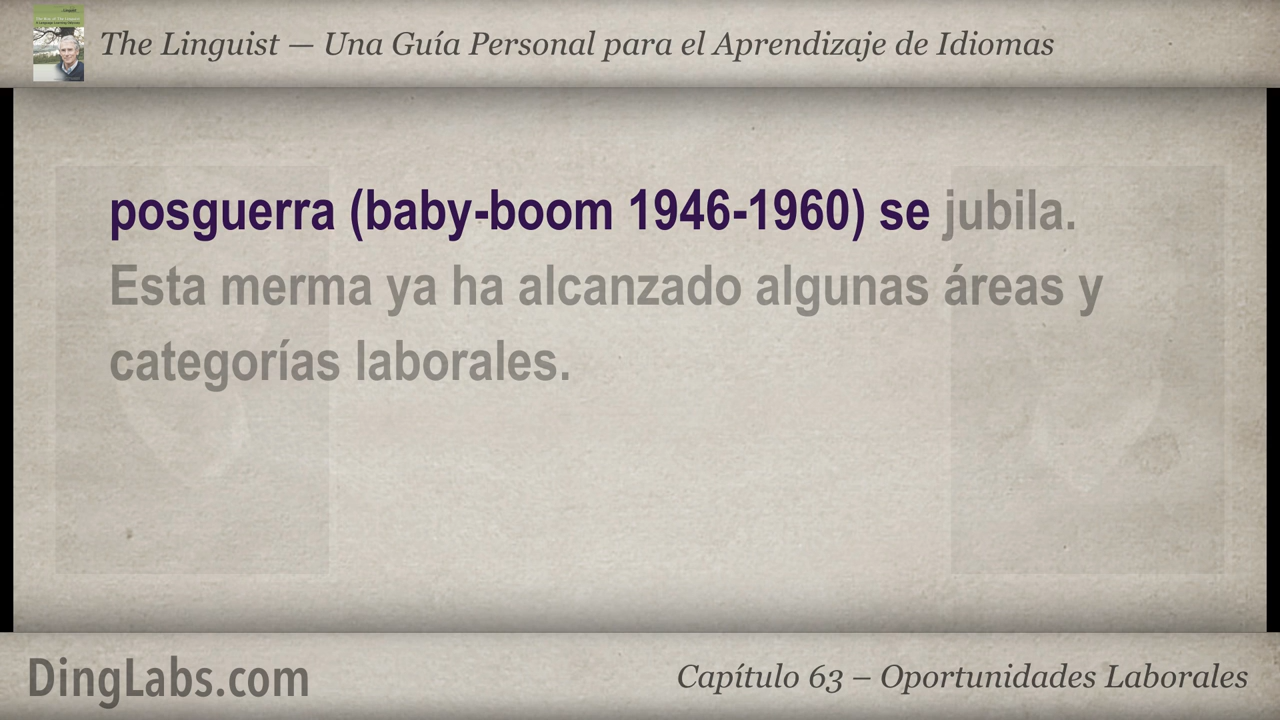 The Linguist — Una Guía Personal para el Aprendizaje de Idiomas
posguerra (baby-boom 1946-1960) se jubila.
Esta merma ya ha alcanzado algunas áreas y
categorías laborales.
DingLabs.com
Capítulo 63 – Oportunidades Laborales